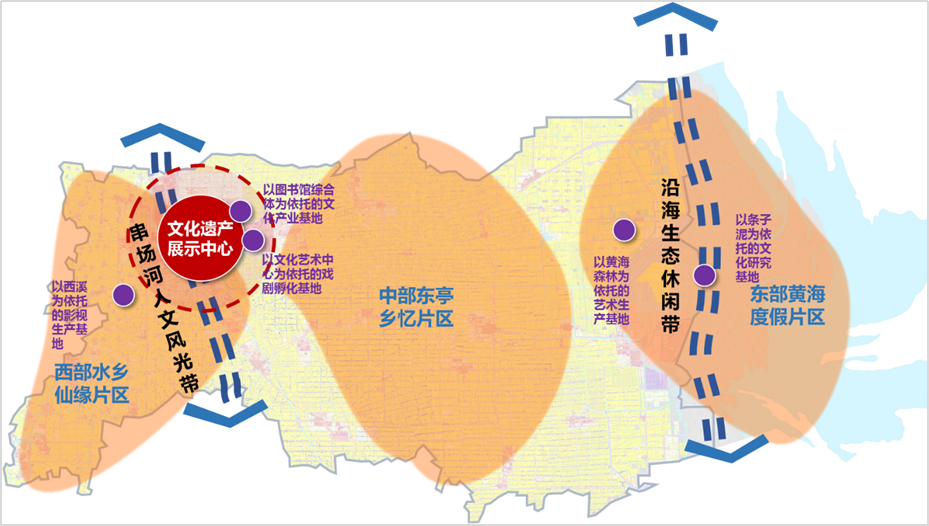 以图书馆综合
体为依托的文
化产业基地
文化遗产
展示中心
以文化艺术中
心为依托的戏
剧孵化基地
串场河人文风光带
以西溪
为依托
的影视
生产基
地
西部水乡
仙缘片区
中部东亭
乡忆片区
沿海生态休闲带
以黄海
森林为
依托的
艺术生
产基地
以条子
泥为依
托的文
化研究
基地
东部黄海
度假片区